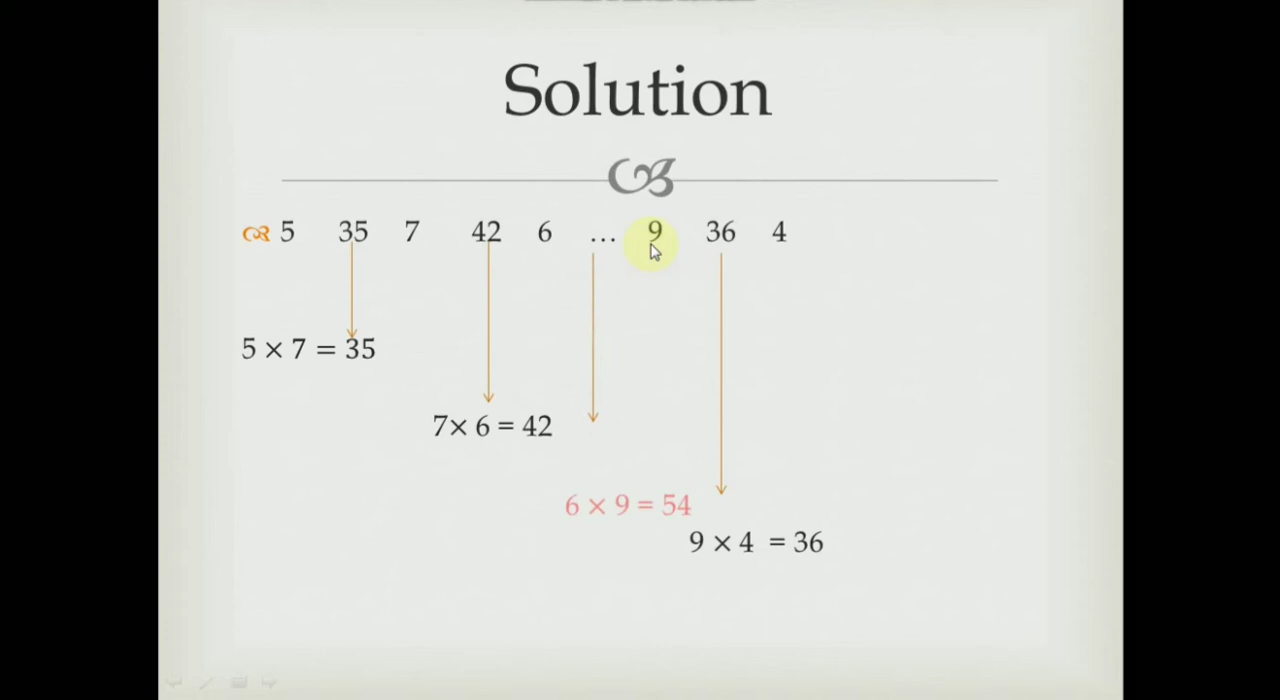 Solution
5 35 7 42 6 … 9 36 4
5 × 7 = 35
7× 6 = 42
6 × 9 = 54
9 × 4 = 36